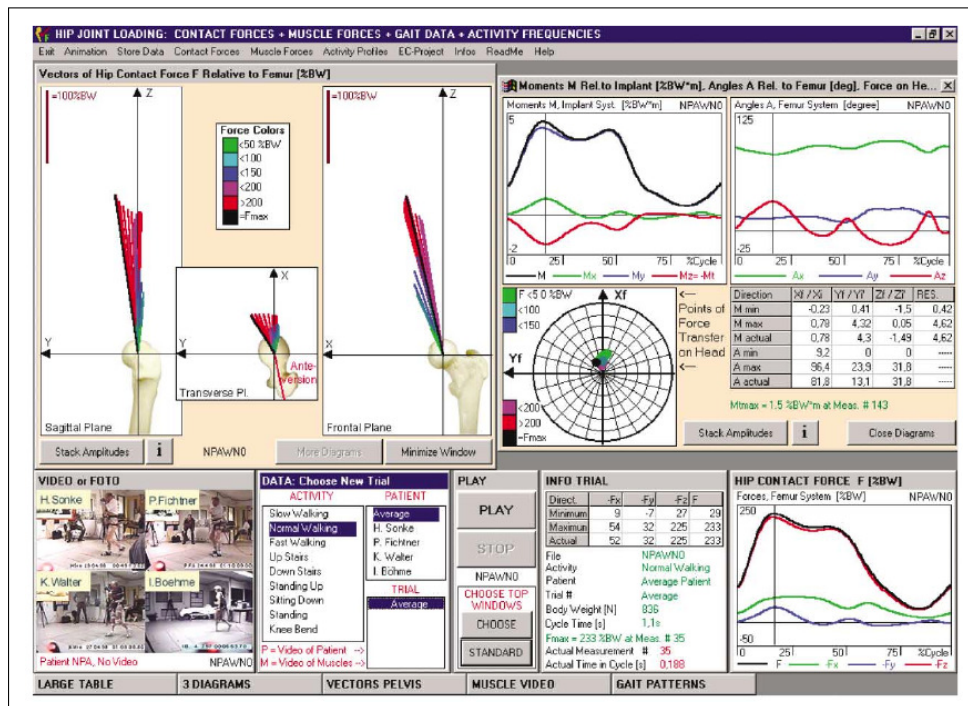 HIP JOINT LOADING: CONTACT FORCES + MUSCLE FORCES + GAIT DATA + ACTIVITY FREQUENCIES
Exit Animation Store Data Contact Forces Muscle Forces Activity Profiles EC-Project Infos ReadMe Help
Vectors of Hip Contact Force F Relative to Femur [%BW]
=100%BW
Z
=100%BW
Z
Force Colors
<50 %BW
<100
<150
<200
>200
=Fmax
X
Y
Y
X
Ante-
version
Transverse Pl.
Sagittal Plane
Frontal Plane
Stack Amplitudes
i
NPAWN0
More Diagrams
Minimize Window
Moments M Rel.to Implant [%BW*m], Angles A Rel. to Femur [deg], Force on He...
Moments M, Implant Syst. [%BW*m] NPAWN0
5
-2
0 25 50 75 %Cycle
M Mx My Mz= -Mt
Angles A, Femur System [degree] NPAWN0
125
-25
0 25 50 75 %Cycle
Ax Ay Az
F <5 0 %BW
<100
<150
Xf
Yf
<200
>200
=Fmax
<—
Points of
Force
Transfer
on Head
<—
Direction Xf / Xi' Yf / Yi' Zf / Zi' RES.
M min -0,23 0,41 -1,5 0,42
M max 0,78 4,32 0,05 4,62
M actual 0,78 4,3 -1,49 4,62
A min 9,2 0 0 -----
A max 96,4 23,9 31,8 -----
A actual 81,8 13,1 31,8 -----
Mtmax = 1.5 %BW*m at Meas. # 143
Stack Amplitudes
i
Close Diagrams
VIDEO or FOTO
H.Sonke
P.Fichtner
K.Walter
I.Boehme
Patient NPA, No Video
NPAWN0
DATA: Choose New Trial
ACTIVITY PATIENT
Slow Walking
Normal Walking
Fast Walking
Up Stairs
Down Stairs
Standing Up
Sitting Down
Standing
Knee Bend
Average
H. Sonke
P. Fichtner
K. Walter
I. Böhme
TRIAL
Average
P = Video of Patient ->
M = Video of Muscles -->
PLAY
PLAY
STOP
NPAWN0
CHOOSE TOP
WINDOWS
CHOOSE
STANDARD
INFO TRIAL
Direct. -Fx -Fy -Fz F
Minimum 9 -7 27 29
Maximun 54 32 225 233
Actual 52 32 225 233
File NPAWN0
Activity Normal Walking
Patient Average Patient
Trial # Average
Body Weight [N] 836
Cycle Time [s] 1,1s
Fmax = 233 %BW at Meas. # 35
Actual Measurement # 35
Actual Time in Cycle [s] 0,188
HIP CONTACT FORCE F [%BW]
Forces, Femur System [%BW] NPAWN0
250
-50
0 25 50 75 %Cycle
F -Fx -Fy -Fz
LARGE TABLE
3 DIAGRAMS
VECTORS PELVIS
MUSCLE VIDEO
GAIT PATTERNS